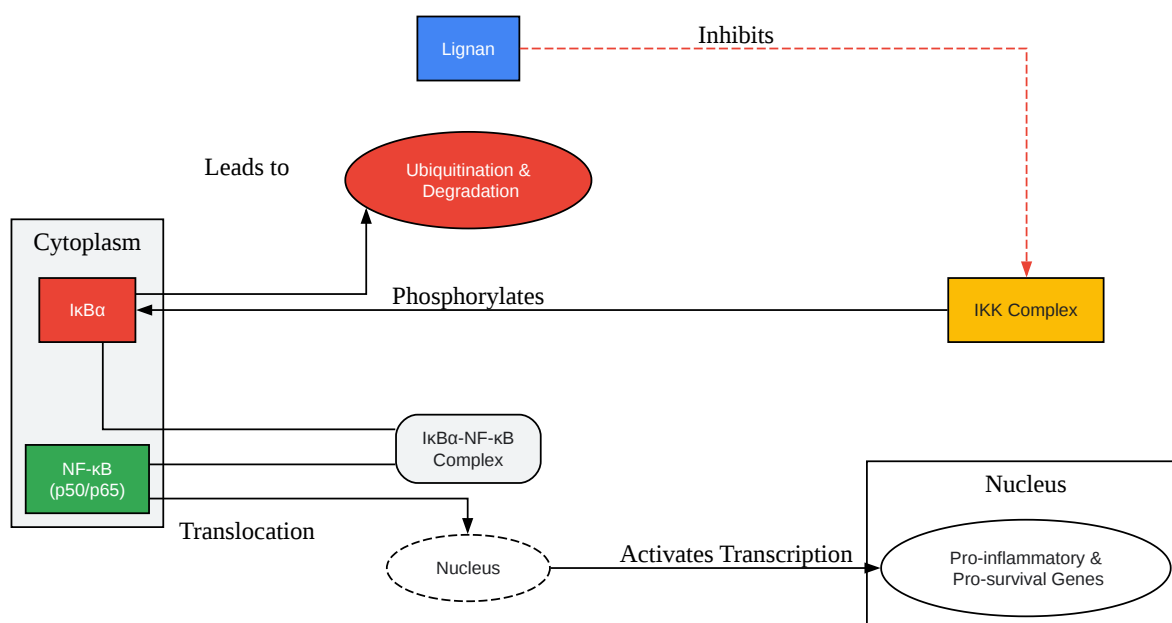 Inhibits
Lignan
Ubiquitination &
Degradation
Leads to
Cytoplasm
IκBα
Phosphorylates
IKK Complex
IκBα-NF-κB
Complex
NF-κB
(p50/p65)
Nucleus
Translocation
Activates Transcription
Nucleus
Pro-inflammatory &
Pro-survival Genes